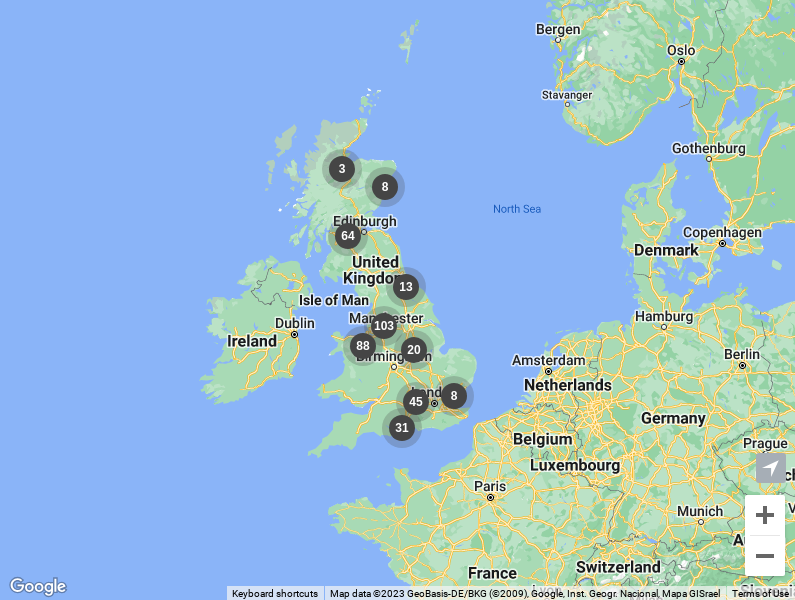 Bergen
Oslo
Stavanger
Gothenburg
3
8
North Sea
Edinburgh
64
Copenhagen
Denmark
United
Kingdom
13
Isle of Man
Manchester
103
Dublin
Ireland
Hamburg
88
20
Birmingham
Amsterdam
Berlin
Netherlands
45
8
31
Germany
Belgium
Prague
Luxembourg
Paris
Munich
Switzerland
France
+
−
Google
Keyboard shortcuts
Map data ©2023 GeoBasis-DE/BKG (©2009), Google, Inst. Geogr. Nacional, Mapa GISrael
Terms of Use